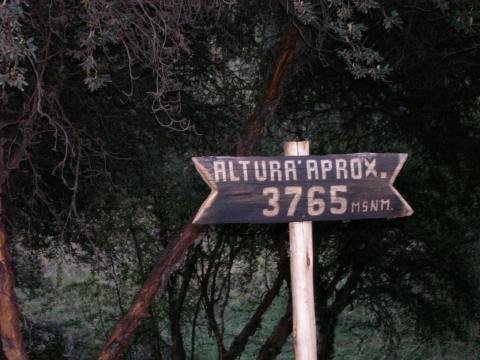 ALTURA APROX.
3765 MSNM.